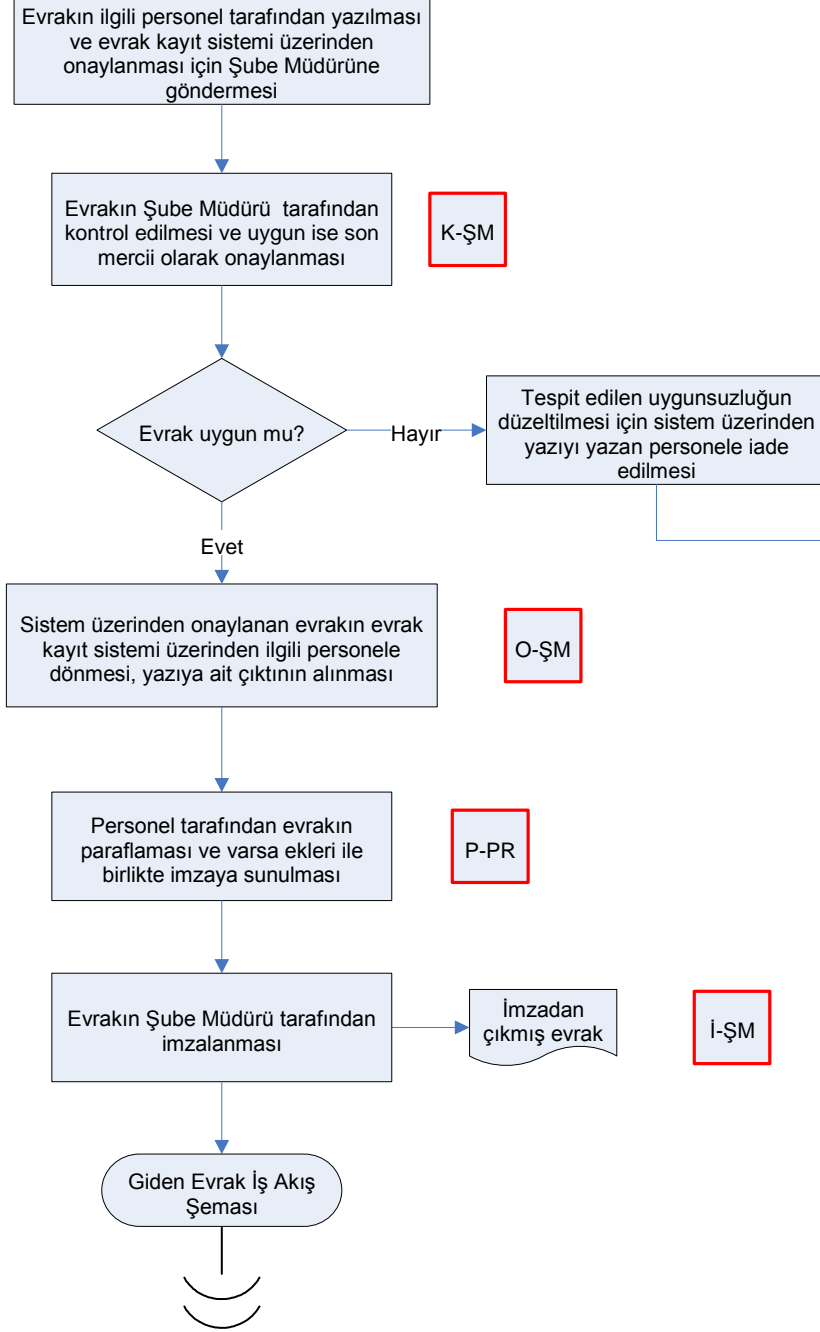 Evrakın ilgili personel tarafından yazılması
ve evrak kayıt sistemi üzerinden
onaylanması için Şube Müdürüne
göndermesi
Evrakın Şube Müdürü tarafından
kontrol edilmesi ve uygun ise son
mercii olarak onaylanması
K-ŞM
Evrak uygun mu?
Hayır
Tespit edilen uygunsuzluğun
düzeltilmesi için sistem üzerinden
yazıyı yazan personele iade
edilmesi
Evet
Sistem üzerinden onaylanan evrakın evrak
kayıt sistemi üzerinden ilgili personele
dönmesi, yazıya ait çıktının alınması
O-ŞM
Personel tarafından evrakın
paraflaması ve varsa ekleri ile
birlikte imzaya sunulması
P-PR
Evrakın Şube Müdürü tarafından
imzalanması
İmzadan
çıkmış evrak
İ-ŞM
Giden Evrak İş Akış
Şeması